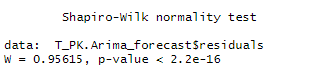 Shapiro-Wilk normality test
data:  T_PK.Arima_forecast$residuals
W = 0.95615, p-value < 2.2e-16